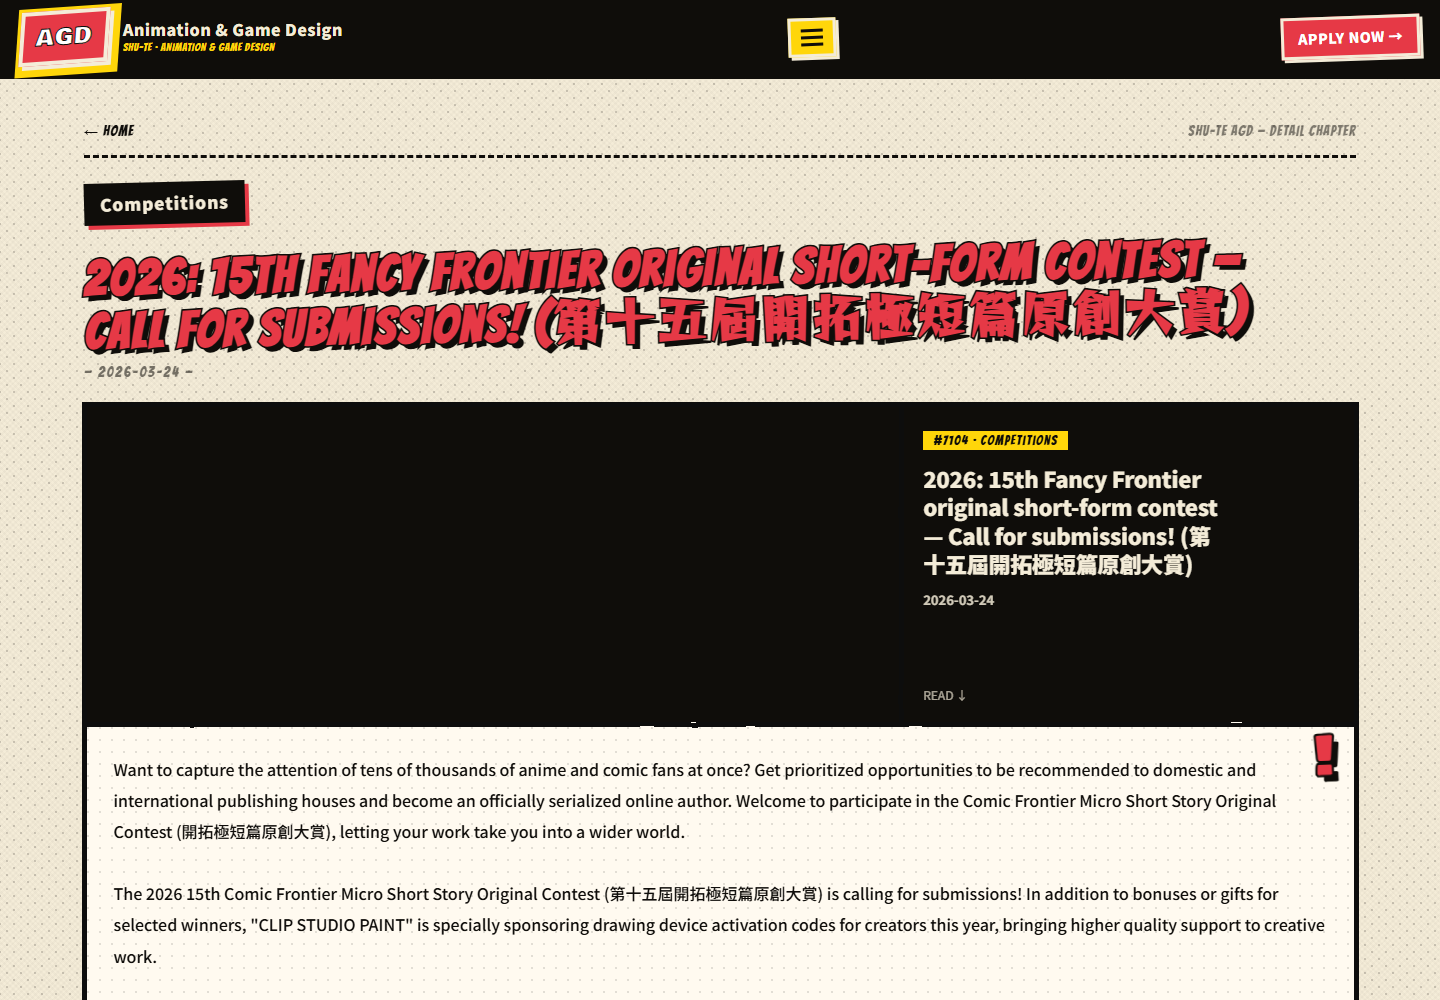 AGD
Animation & Game Design
SHU-TE · ANIMATION & GAME DESIGN
APPLY NOW →
← HOME
SHU-TE AGD — DETAIL CHAPTER
Competitions
2026: 15TH FANCY FRONTIER ORIGINAL SHORT-FORM CONTEST —
CALL FOR SUBMISSIONS! (第十五屆開拓極短篇原創大賞)
— 2026-03-24 —
#7104 · COMPETITIONS
2026: 15th Fancy Frontier
original short-form contest
— Call for submissions! (第
十五屆開拓極短篇原創大賞)
2026-03-24
READ ↓
!
Want to capture the attention of tens of thousands of anime and comic fans at once? Get prioritized opportunities to be recommended to domestic and
international publishing houses and become an officially serialized online author. Welcome to participate in the Comic Frontier Micro Short Story Original
Contest (開拓極短篇原創大賞), letting your work take you into a wider world.
The 2026 15th Comic Frontier Micro Short Story Original Contest (第十五屆開拓極短篇原創大賞) is calling for submissions! In addition to bonuses or gifts for
selected winners, "CLIP STUDIO PAINT" is specially sponsoring drawing device activation codes for creators this year, bringing higher quality support to creative
work.